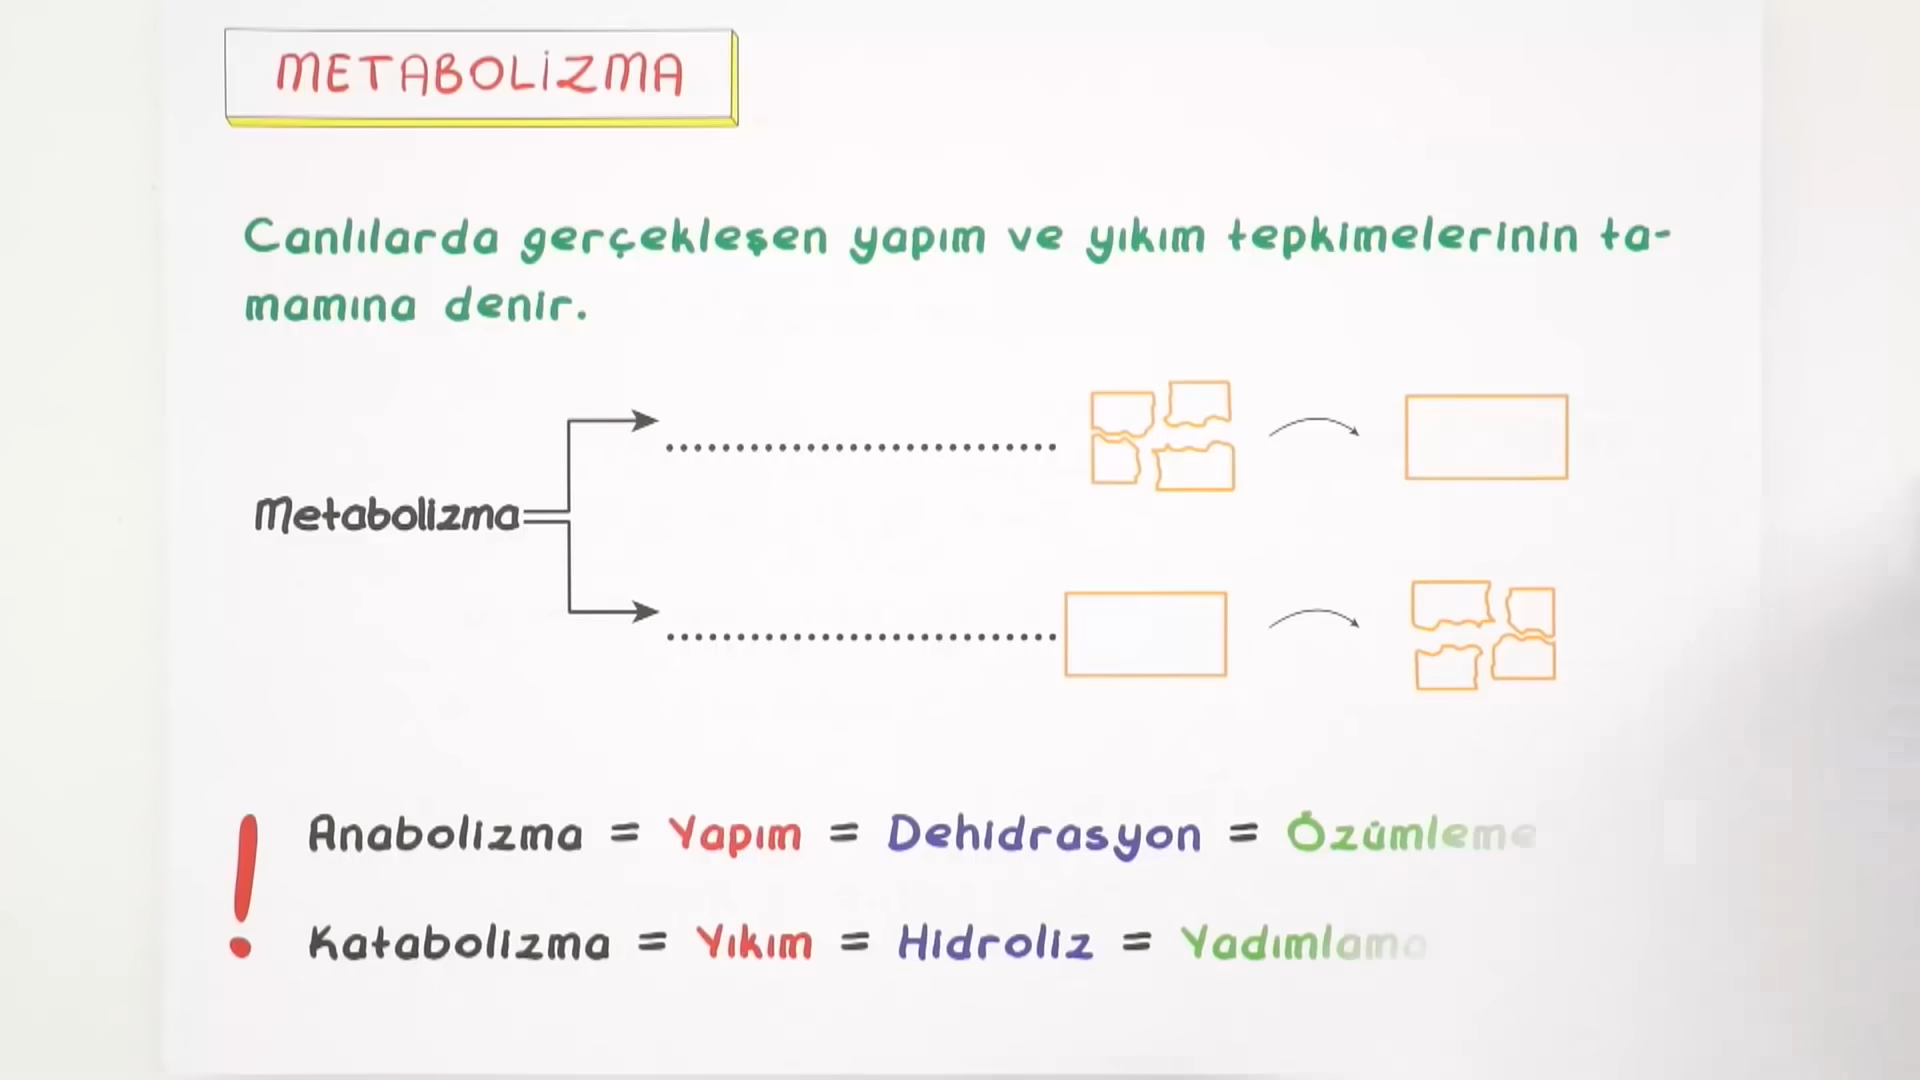 METABOLİZMA
Canlılarda gerçekleşen yapım ve yıkım tepkimelerinin ta-
mamına denir.
Metabolizma
! Anabolizma = Yapım = Dehidrasyon = Özümleme
Katabolizma = Yıkım = Hidroliz = Yadımlama